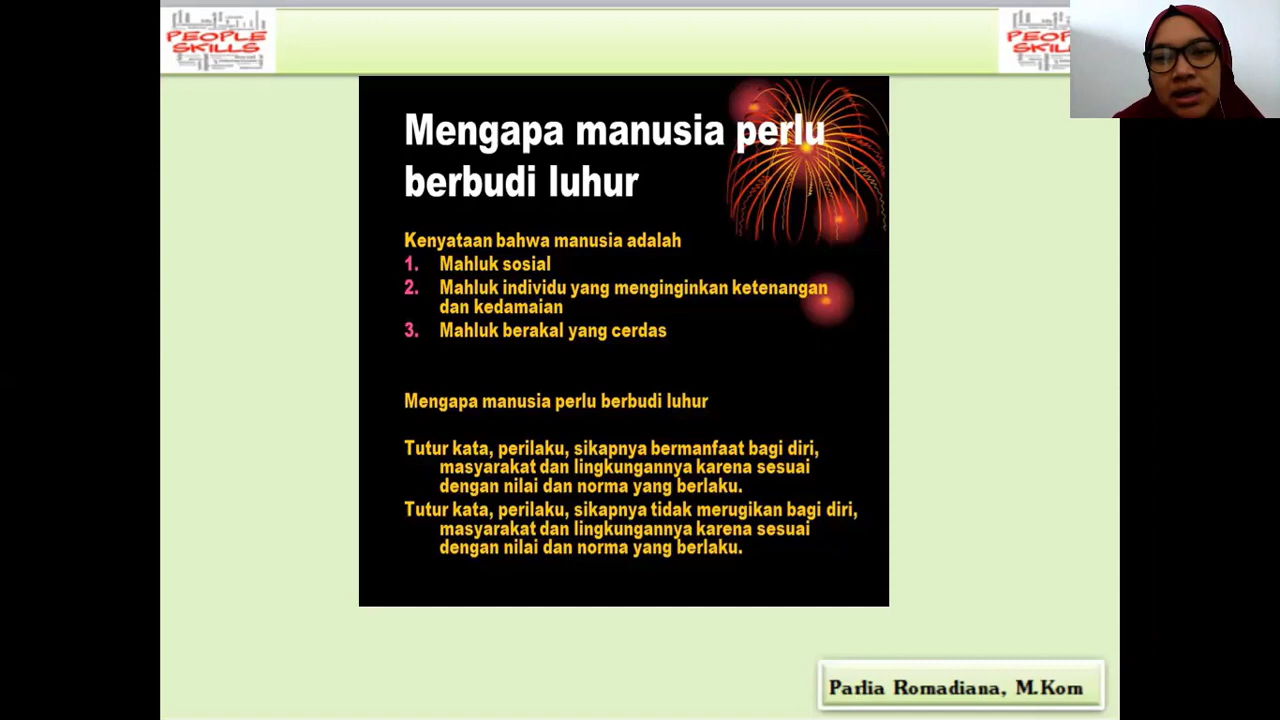 PEOPLE
SKILLS
PEOPLE
SKILL
Mengapa manusia perlu
berbudi luhur
Kenyataan bahwa manusia adalah
1. Mahluk sosial
2. Mahluk individu yang menginginkan ketenangan
dan kedamaian
3. Mahluk berakal yang cerdas
Mengapa manusia perlu berbudi luhur
Tutur kata, perilaku, sikapnya bermanfaat bagi diri,
masyarakat dan lingkungannya karena sesuai
dengan nilai dan norma yang berlaku.
Tutur kata, perilaku, sikapnya tidak merugikan bagi diri,
masyarakat dan lingkungannya karena sesuai
dengan nilai dan norma yang berlaku.
Parlia Romadiana, M.Kom